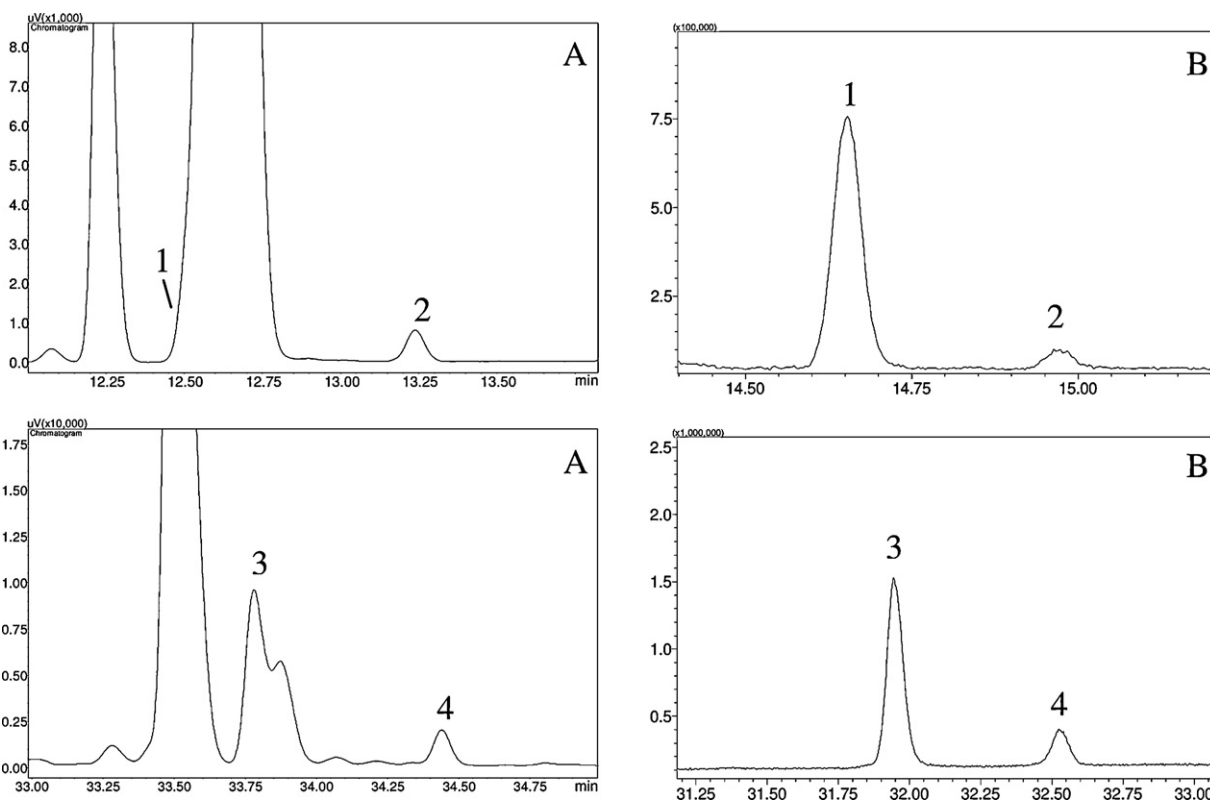 uV(x1,000)
Chromatogram
A
8.0
7.0
6.0
5.0
4.0
3.0
2.0
1.0
0.0
1
2
12.25 12.50 12.75 13.00 13.25 13.50 min
(x100,000)
B
7.5
5.0
2.5
1
2
14.50 14.75 15.00
uV(x10,000)
Chromatogram
A
1.75
1.50
1.25
1.00
0.75
0.50
0.25
0.00
3
4
33.00 33.25 33.50 33.75 34.00 34.25 34.50 34.75 min
(x1,000,000)
B
2.5
2.0
1.5
1.0
0.5
3
4
31.25 31.50 31.75 32.00 32.25 32.50 32.75 33.00